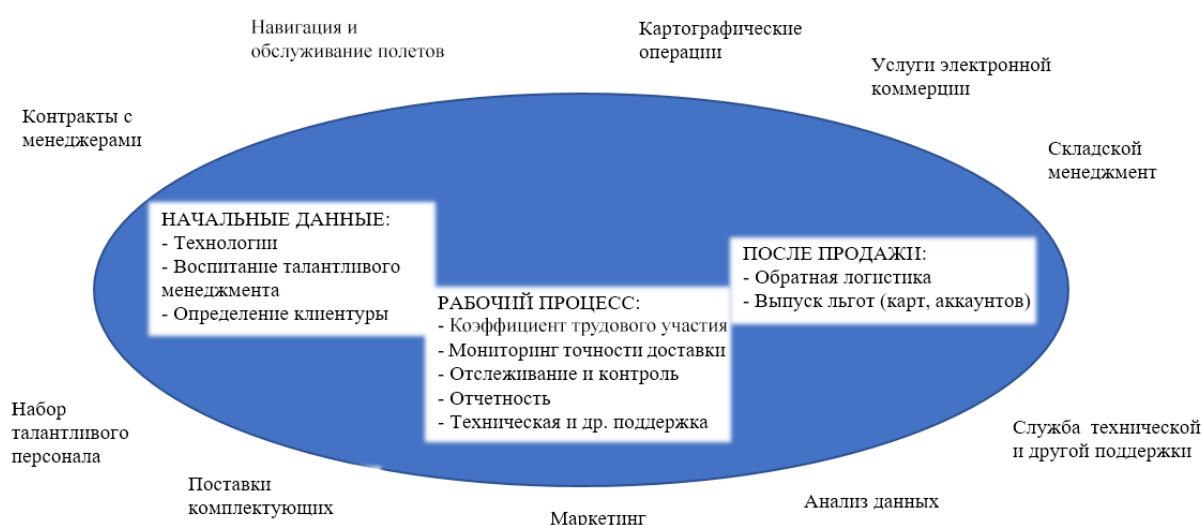 Навигация и
обслуживание полетов
Картографические
операции
Услуги электронной
коммерции
Контракты с
менеджерами
Складской
менеджмент
НАЧАЛЬНЫЕ ДАННЫЕ:
- Технологии
- Воспитание талантливого
менеджмента
- Определение клиентуры
РАБОЧИЙ ПРОЦЕСС:
- Коэффициент трудового участия
- Мониторинг точности доставки
- Отслеживание и контроль
- Отчетность
- Техническая и др. поддержка
ПОСЛЕ ПРОДАЖИ:
- Обратная логистика
- Выпуск льгот (карт, аккаунтов)
Набор
талантливого
персонала
Поставки
комплектующих
Маркетинг
Анализ данных
Служба технической
и другой поддержки